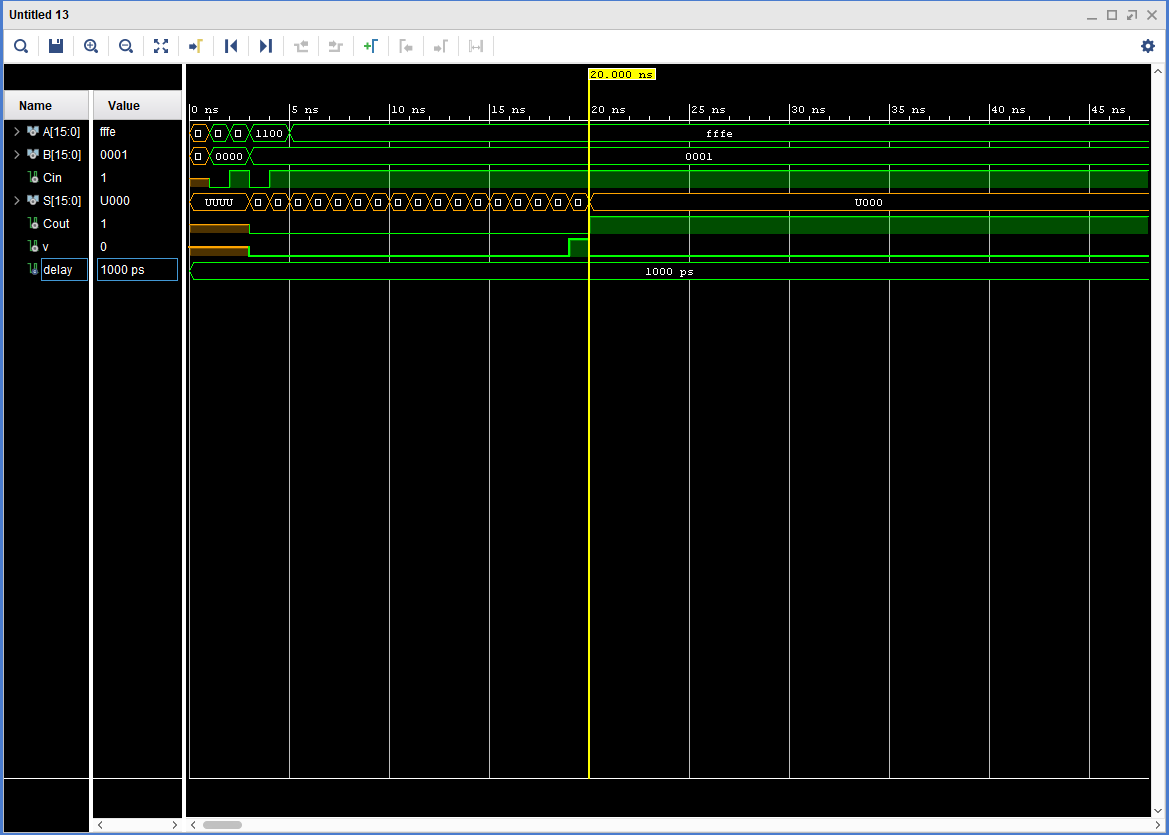 Untitled 13
20.000 ns
Name Value 0 ns 5 ns 10 ns 15 ns 20 ns 25 ns 30 ns 35 ns 40 ns 45 ns
A[15:0] fffe 1100 fffe
B[15:0] 0001 0000 0001
Cin 1
S[15:0] U000 UUUU U000
Cout 1
v 0
delay 1000 ps 1000 ps